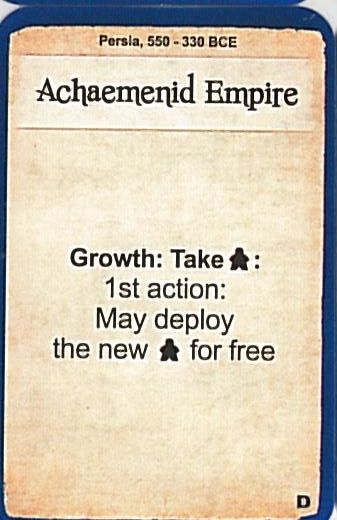 Persia, 550 - 330 BCE
Achaemenid Empire
Growth: Take :
1st action:
May deploy
the new for free
D